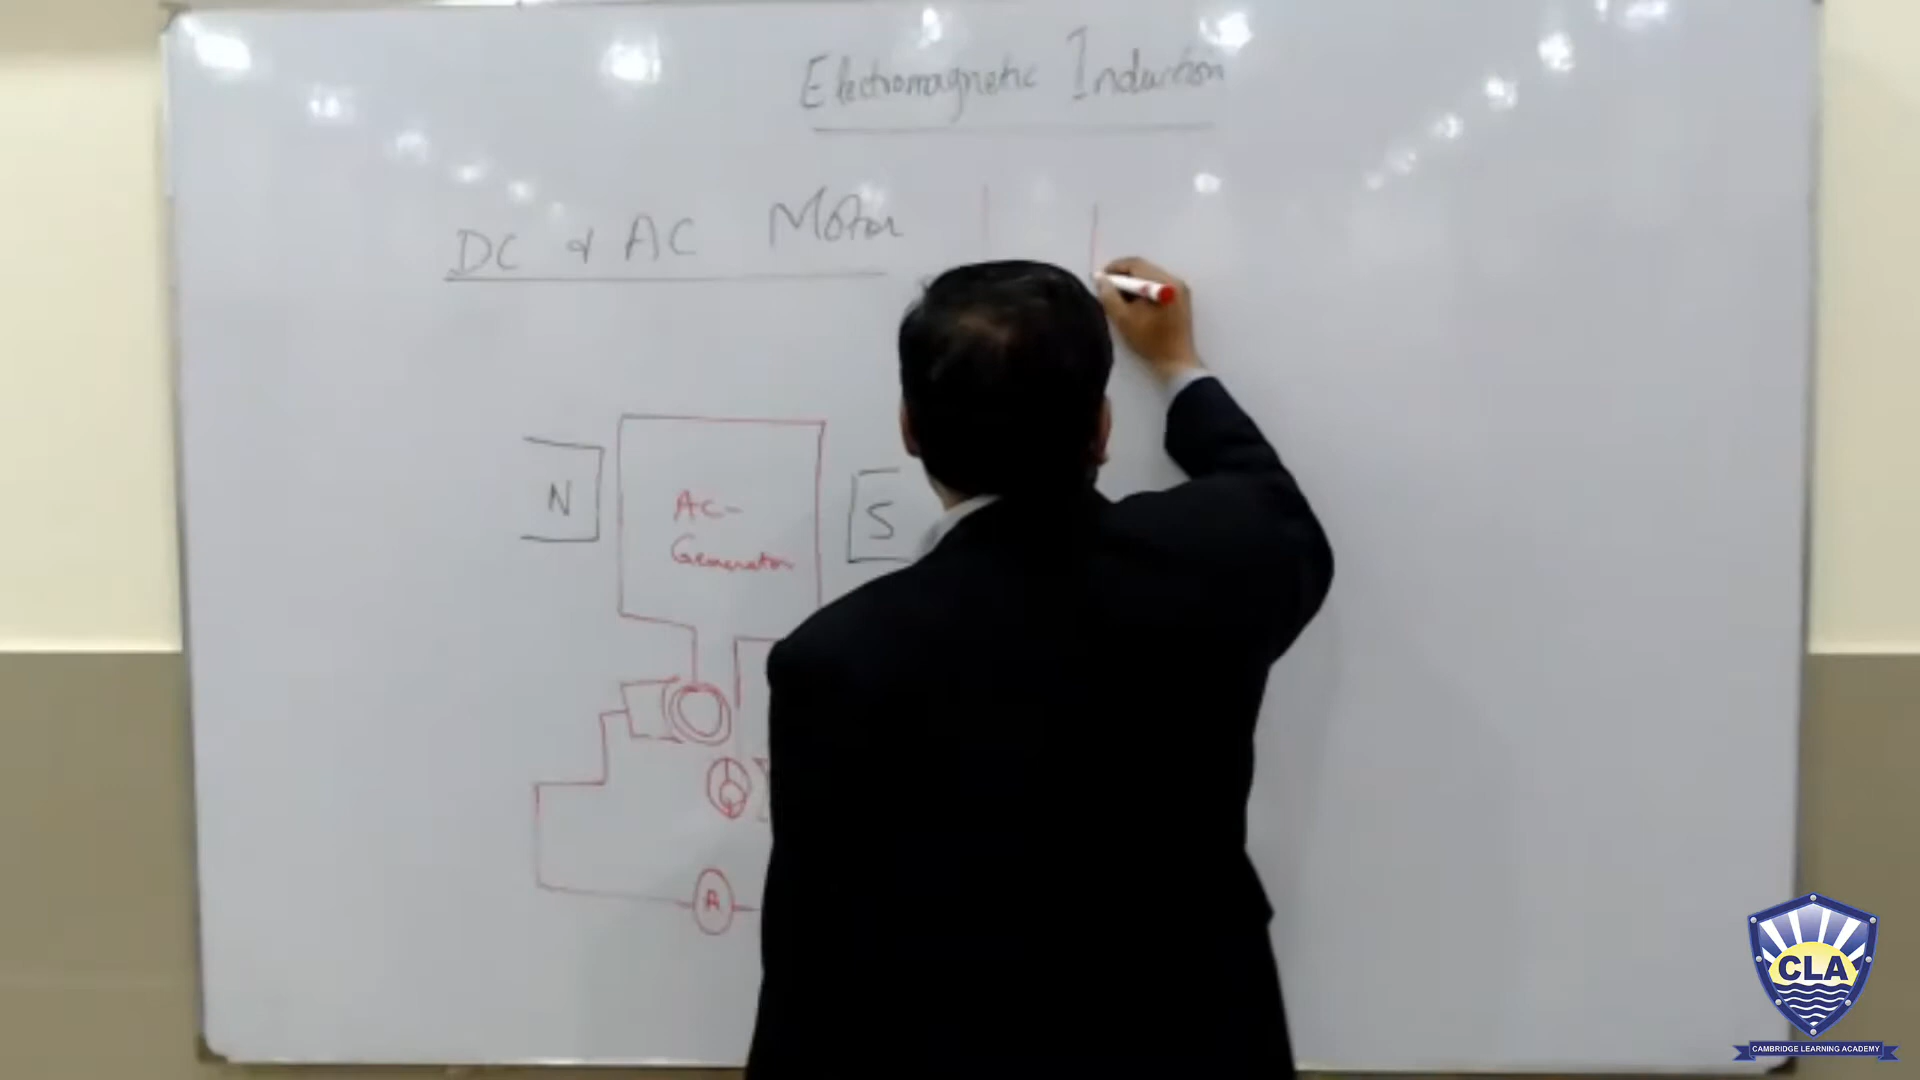 Electromagnetic Induction
DC & AC Motor
N
AC-
Generator
S
A
CLA
CAMBRIDGE LEARNING ACADEMY